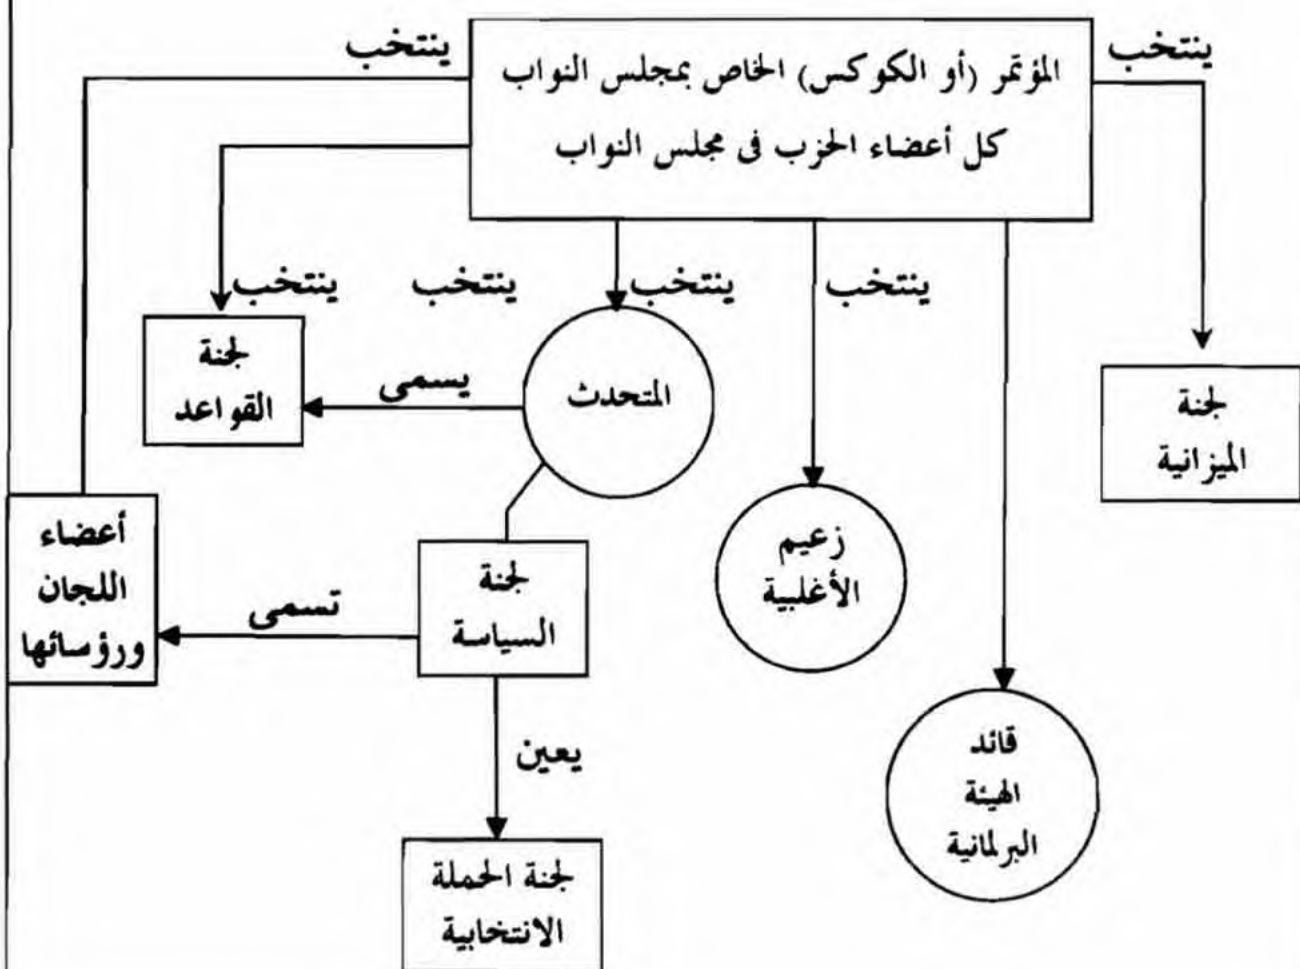 ينتخب
المؤتمر (أو الكوكس) الخاص بمجلس النواب
كل أعضاء الحزب فى مجلس النواب
ينتخب
ينتخب
ينتخب
ينتخب
ينتخب
لجنة
القواعد
يسمى
المتحدث
لجنة
الميزانية
زعيم
الأغلبية
أعضاء
اللجان
ورؤسائها
تسمى
لجنة
السياسة
قائد
الهيئة
البرلمانية
يعين
لجنة الحملة
الانتخابية